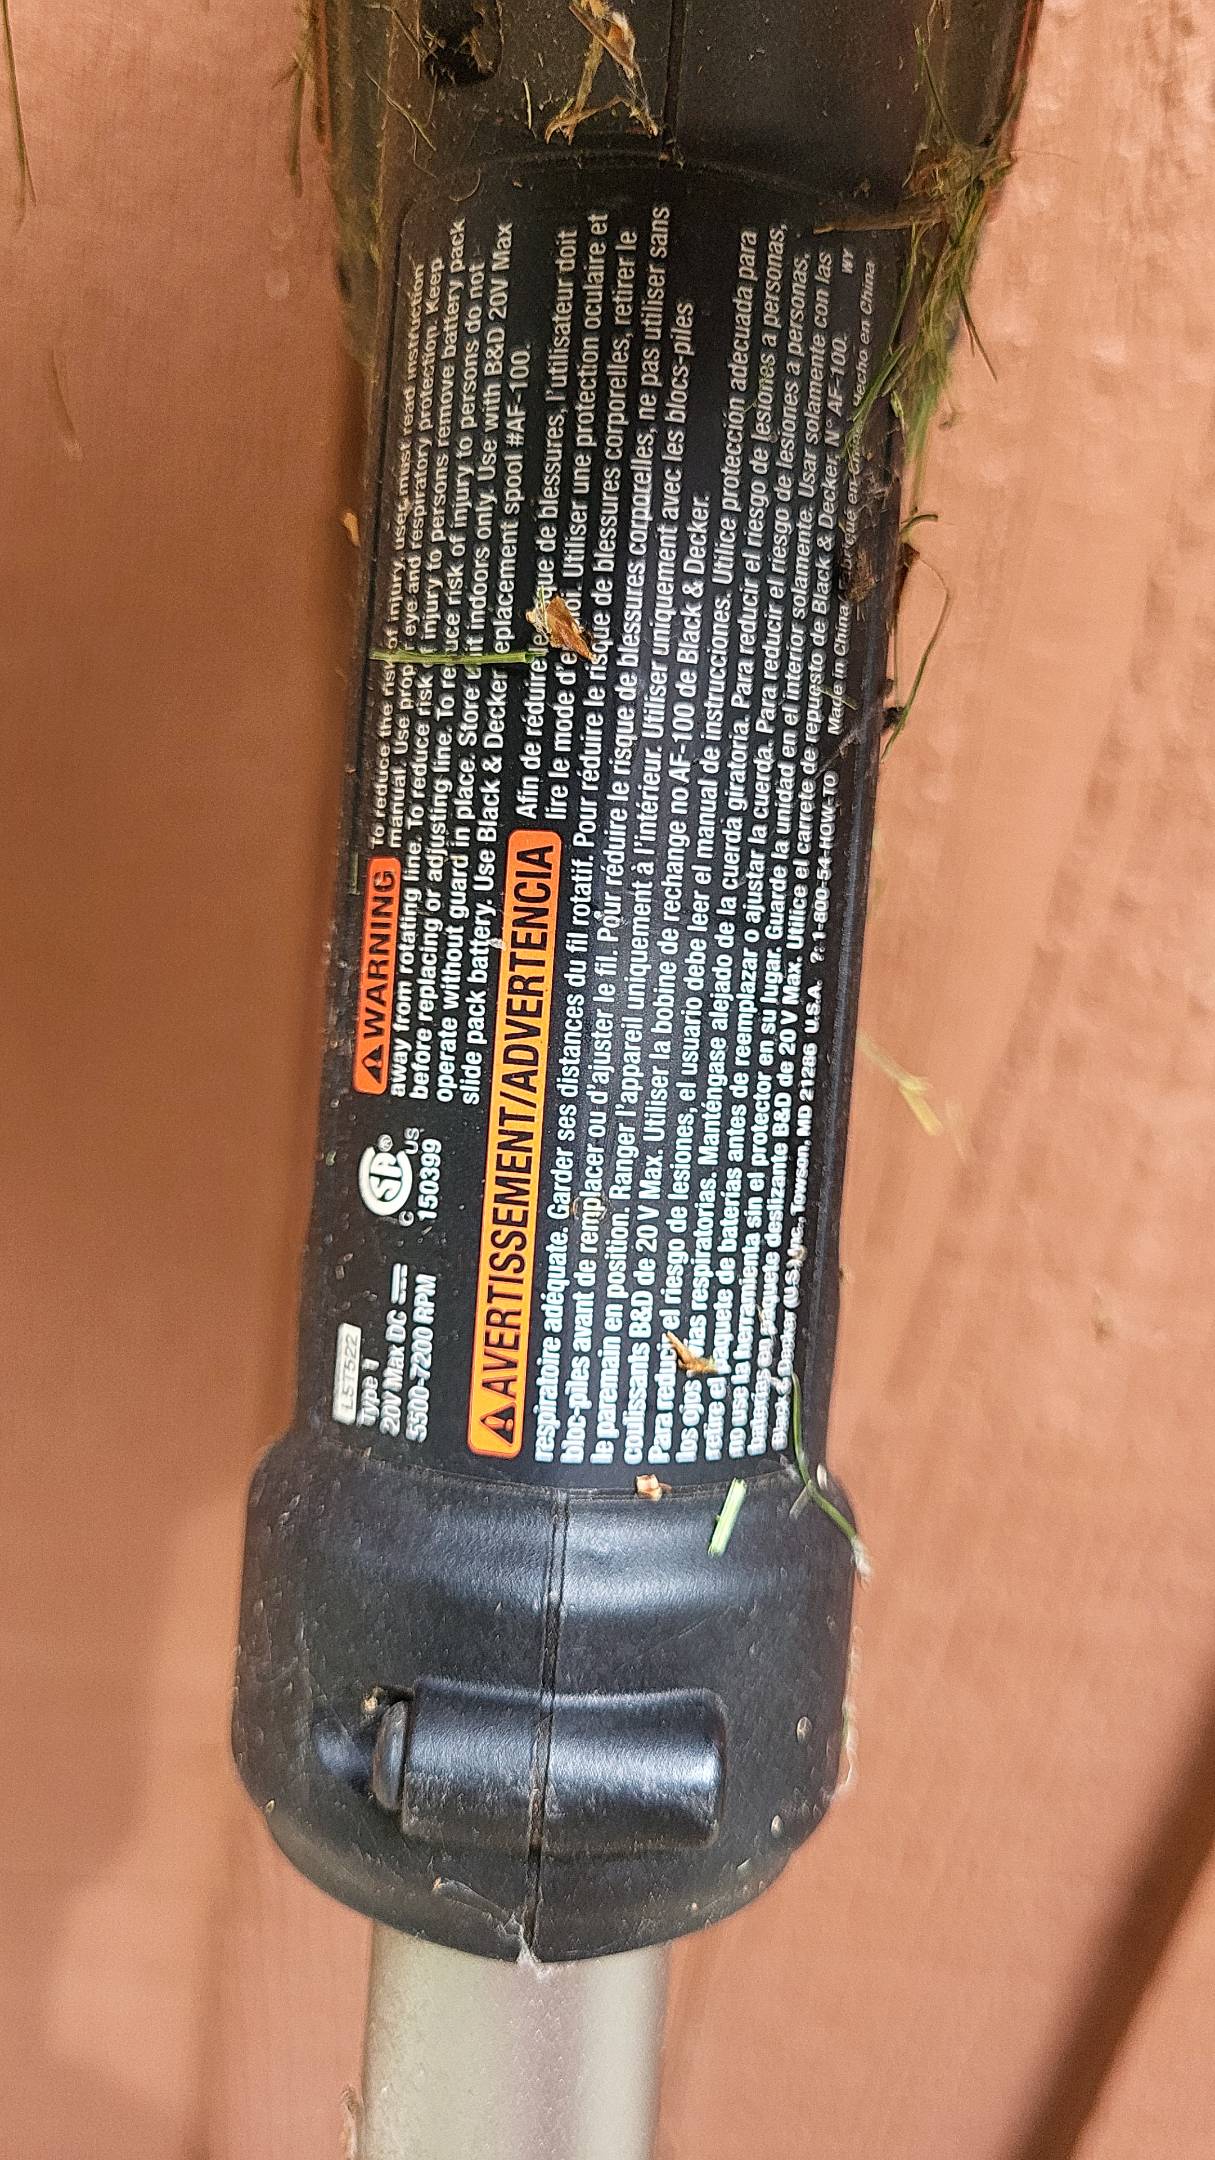 LST522
Type 1
20V Max DC
5500-7200 RPM
C SA ® US
150399
WARNING To reduce the risk of injury, user must read instruction
manual. Use proper eye and respiratory protection. Keep
away from rotating line. To reduce risk of injury to persons remove battery pack
before replacing or adjusting line. To reduce risk of injury to persons do not
operate without guard in place. Store unit indoors only. Use with B&D 20V Max
slide pack battery. Use Black & Decker replacement spool #AF-100.
AVERTISSEMENT/ADVERTENCIA Afin de réduire le risque de blessures, l'utilisateur doit
lire le mode d'emploi. Utiliser une protection oculaire et
respiratoire adéquate. Garder ses distances du fil rotatif. Pour réduire le risque de blessures corporelles, retirer le
bloc-piles avant de remplacer ou d'ajuster le fil. Pour réduire le risque de blessures corporelles, ne pas utiliser sans
le paremain en position. Ranger l'appareil uniquement à l'intérieur. Utiliser uniquement avec les blocs-piles
coulissants B&D de 20 V Max. Utiliser la bobine de rechange no AF-100 de Black & Decker.
Para reducir el riesgo de lesiones, el usuario debe leer el manual de instrucciones. Utilice protección adecuada para
los ojos y vías respiratorias. Manténgase alejado de la cuerda giratoria. Para reducir el riesgo de lesiones a personas,
retire el paquete de baterías antes de reemplazar o ajustar la cuerda. Para reducir el riesgo de lesiones a personas,
no use la herramienta sin el protector en su lugar. Guarde la unidad en el interior solamente. Usar solamente con las
baterías en paquete deslizante B&D de 20 V Max. Utilice el carrete de repuesto de Black & Decker, N° AF-100. WY
Black & Decker (U.S.) Inc., Towson, MD 21286 U.S.A. 1-800-54-HOW-TO Made in China / Hecho en China